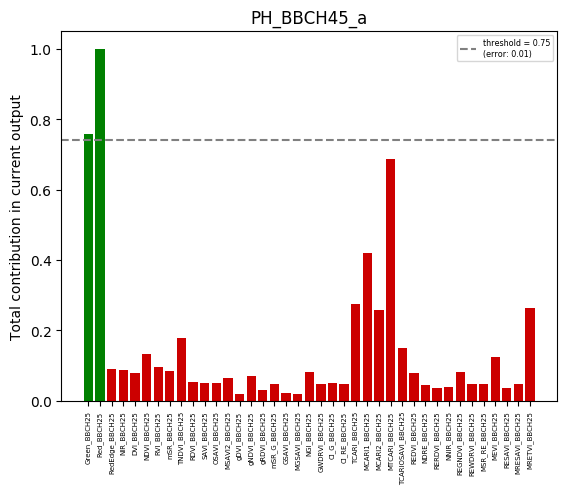 PH_BBCH45_a
Total contribution in current output
1.0
0.8
0.6
0.4
0.2
0.0
threshold = 0.75
(error: 0.01)
Green_BBCH25
Red_BBCH25
RedEdge_BBCH25
NIR_BBCH25
DVI_BBCH25
NDVI_BBCH25
RVI_BBCH25
mSR_BBCH25
TNDVI_BBCH25
RDVI_BBCH25
SAVI_BBCH25
OSAVI_BBCH25
MSAVI2_BBCH25
gDVI_BBCH25
gNDVI_BBCH25
gRDVI_BBCH25
mSR_G_BBCH25
GSAVI_BBCH25
MGSAVI_BBCH25
NGI_BBCH25
GWDRVI_BBCH25
CI_G_BBCH25
CI_RE_BBCH25
TCARI_BBCH25
MCARI1_BBCH25
MCARI2_BBCH25
MTCARI_BBCH25
TCARIOSAVI_BBCH25
REDVI_BBCH25
NDRE_BBCH25
RERDVI_BBCH25
NNIR_BBCH25
REGNDVI_BBCH25
REWDRVI_BBCH25
MSR_RE_BBCH25
MEVI_BBCH25
RESAVI_BBCH25
MRESAVI_BBCH25
MRETVI_BBCH25